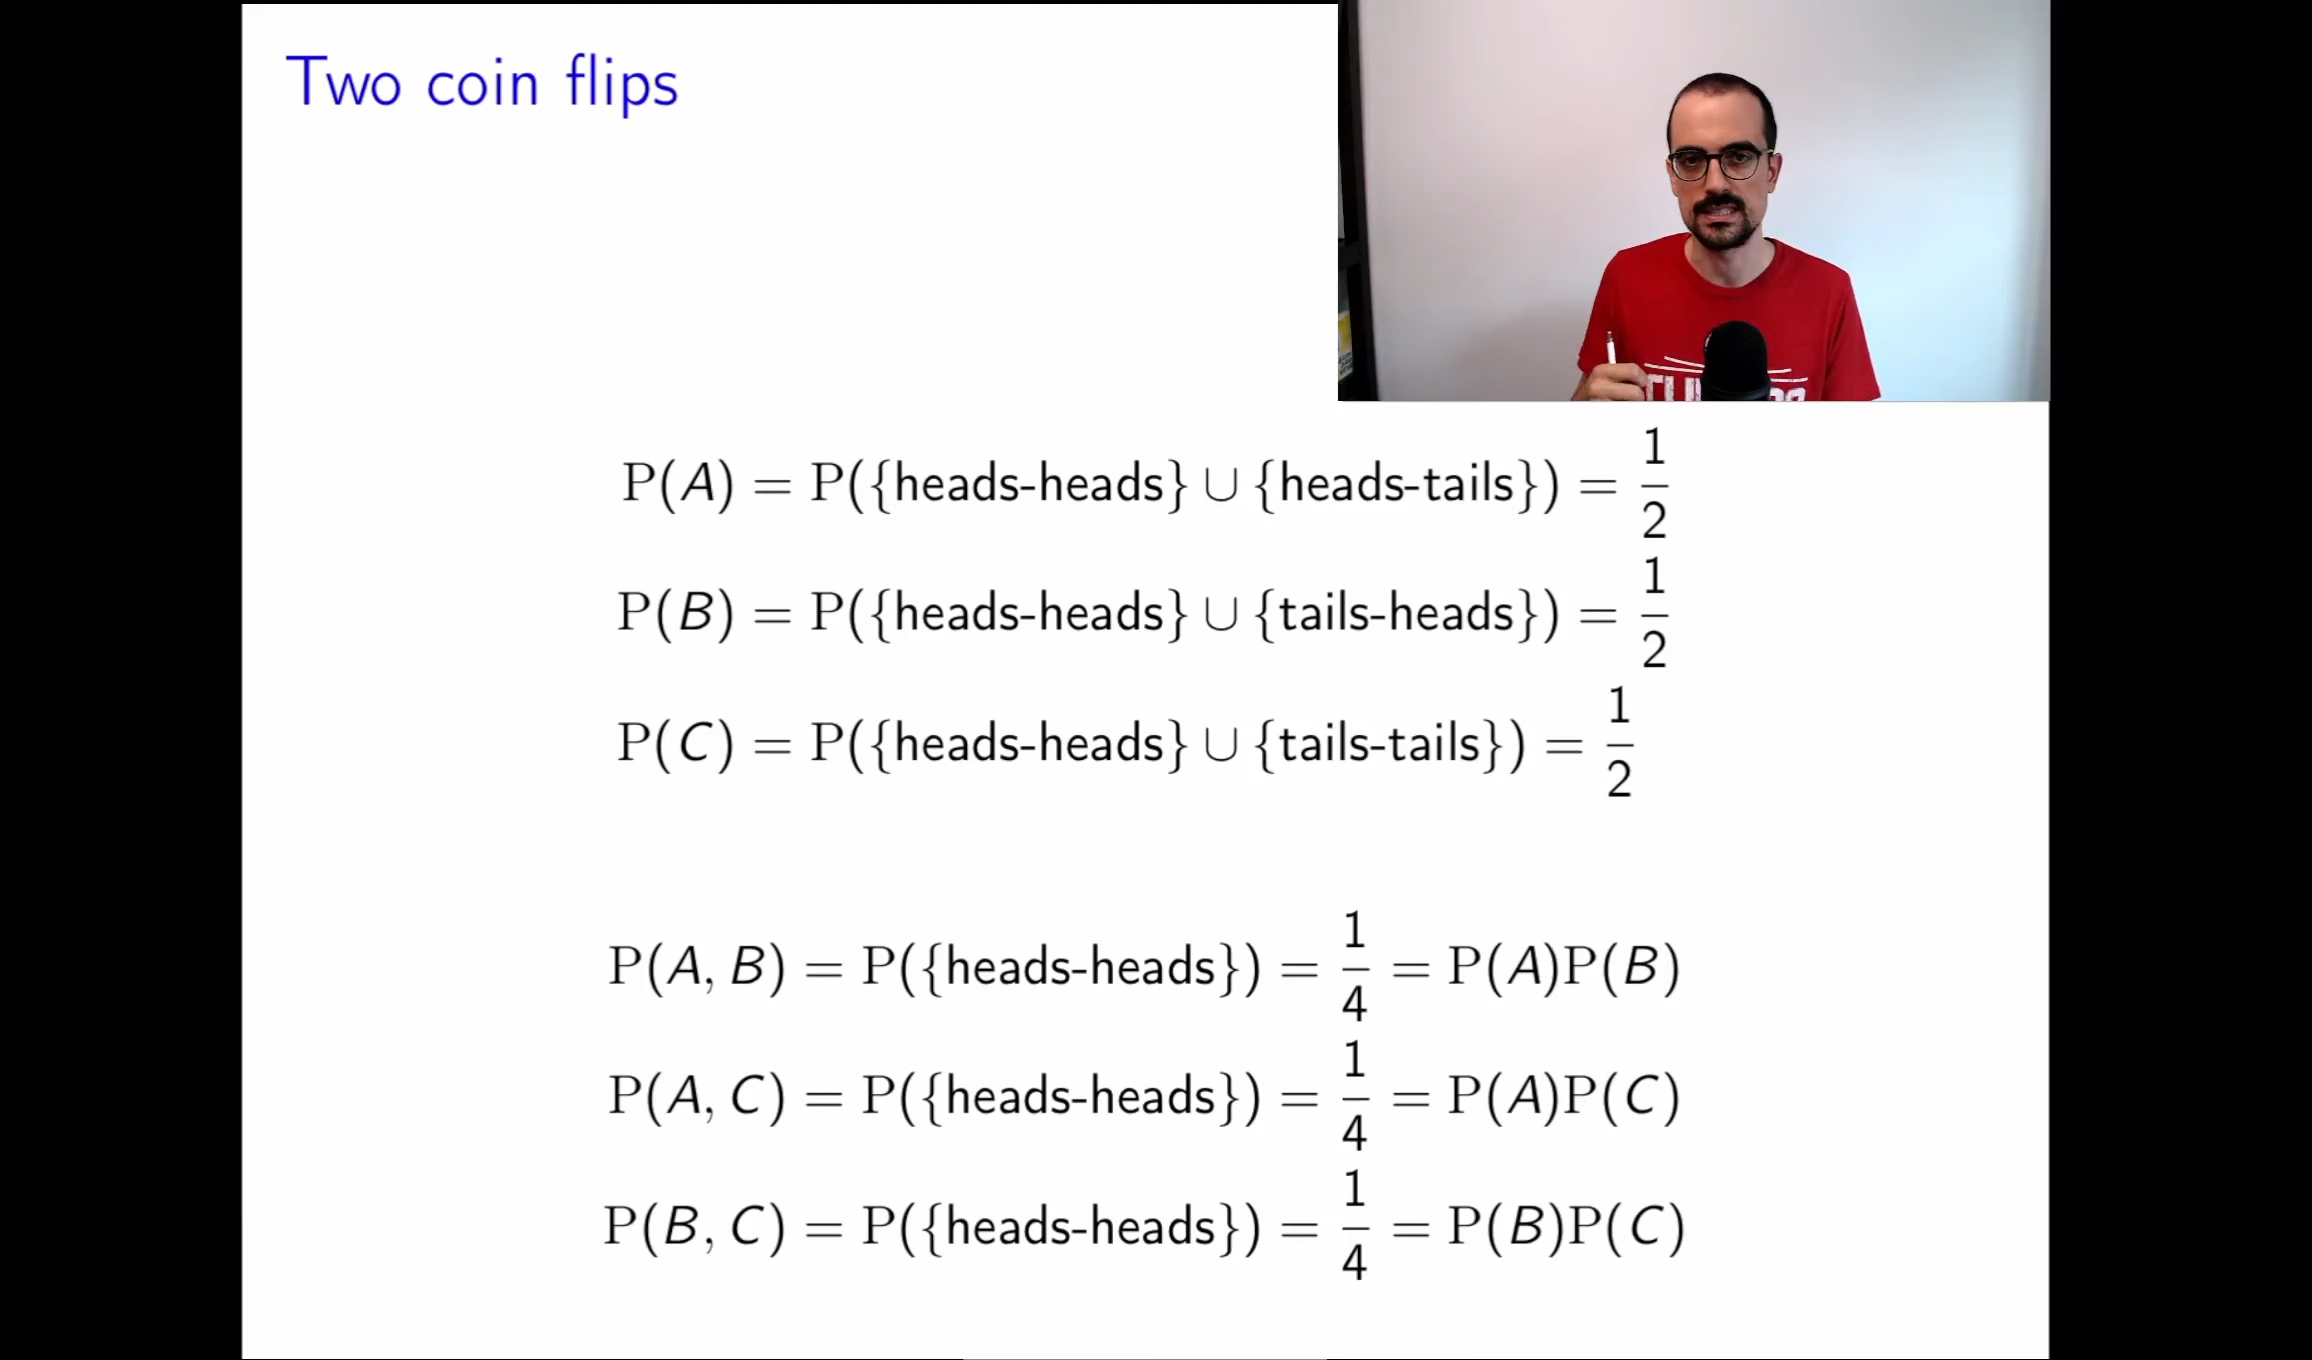 Two coin flips
P(A) = P({heads-heads} ∪ {heads-tails}) = 1/2
P(B) = P({heads-heads} ∪ {tails-heads}) = 1/2
P(C) = P({heads-heads} ∪ {tails-tails}) = 1/2
P(A, B) = P({heads-heads}) = 1/4 = P(A)P(B)
P(A, C) = P({heads-heads}) = 1/4 = P(A)P(C)
P(B, C) = P({heads-heads}) = 1/4 = P(B)P(C)